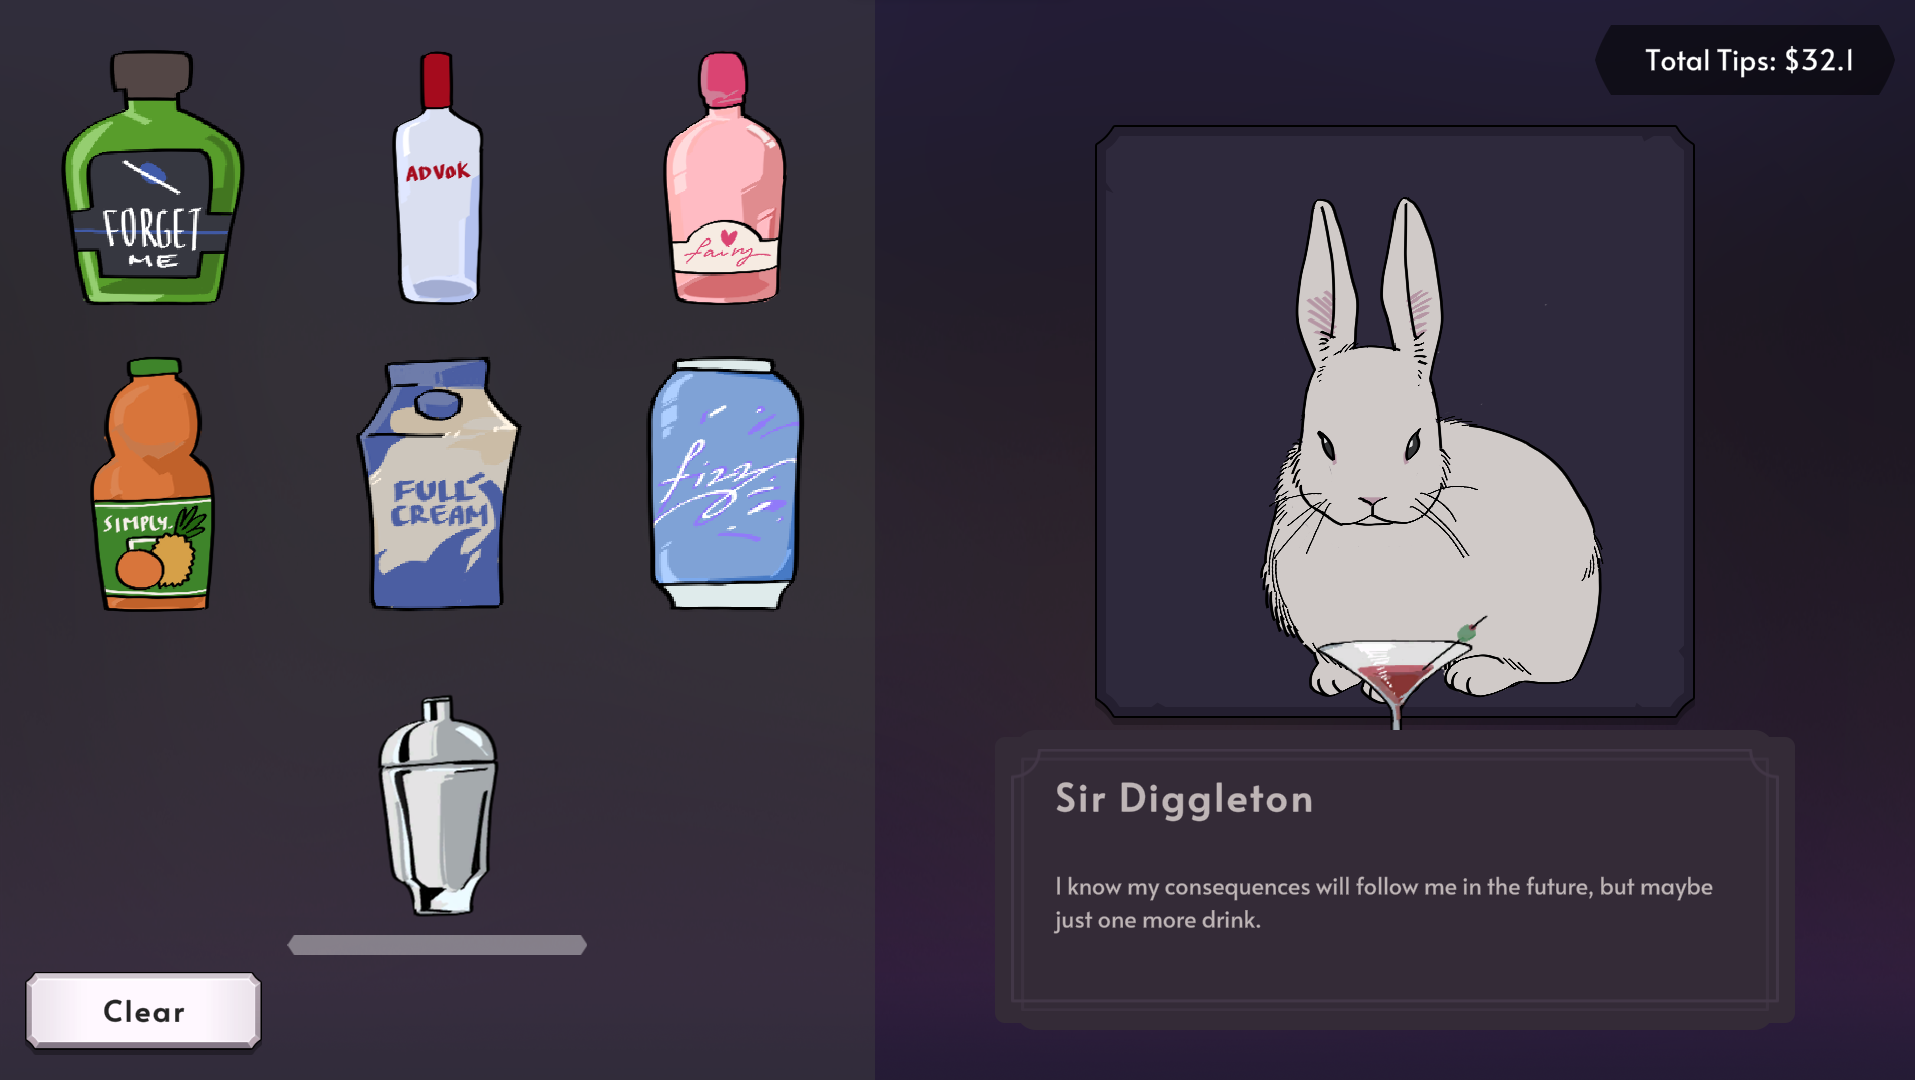 Total Tips: $32.1
FORGET
ME
ADVOK
fairy
SIMPLY.
FULL
CREAM
fizz
Sir Diggleton
I know my consequences will follow me in the future, but maybe
just one more drink.
Clear